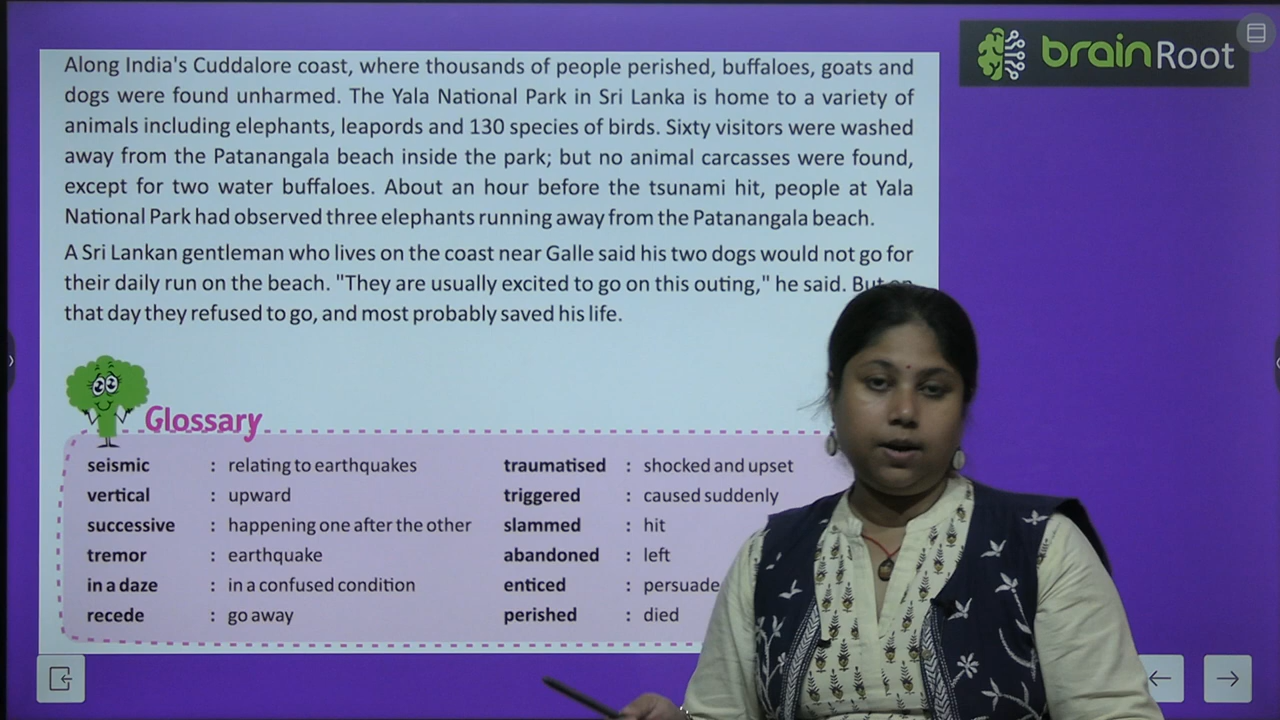 brainRoot
Along India's Cuddalore coast, where thousands of people perished, buffaloes, goats and
dogs were found unharmed. The Yala National Park in Sri Lanka is home to a variety of
animals including elephants, leapords and 130 species of birds. Sixty visitors were washed
away from the Patanangala beach inside the park; but no animal carcasses were found,
except for two water buffaloes. About an hour before the tsunami hit, people at Yala
National Park had observed three elephants running away from the Patanangala beach.
A Sri Lankan gentleman who lives on the coast near Galle said his two dogs would not go for
their daily run on the beach. "They are usually excited to go on this outing," he said. But on
that day they refused to go, and most probably saved his life.
Glossary
seismic : relating to earthquakes traumatised : shocked and upset
vertical : upward triggered : caused suddenly
successive : happening one after the other slammed : hit
tremor : earthquake abandoned : left
in a daze : in a confused condition enticed : persuade
recede : go away perished : died